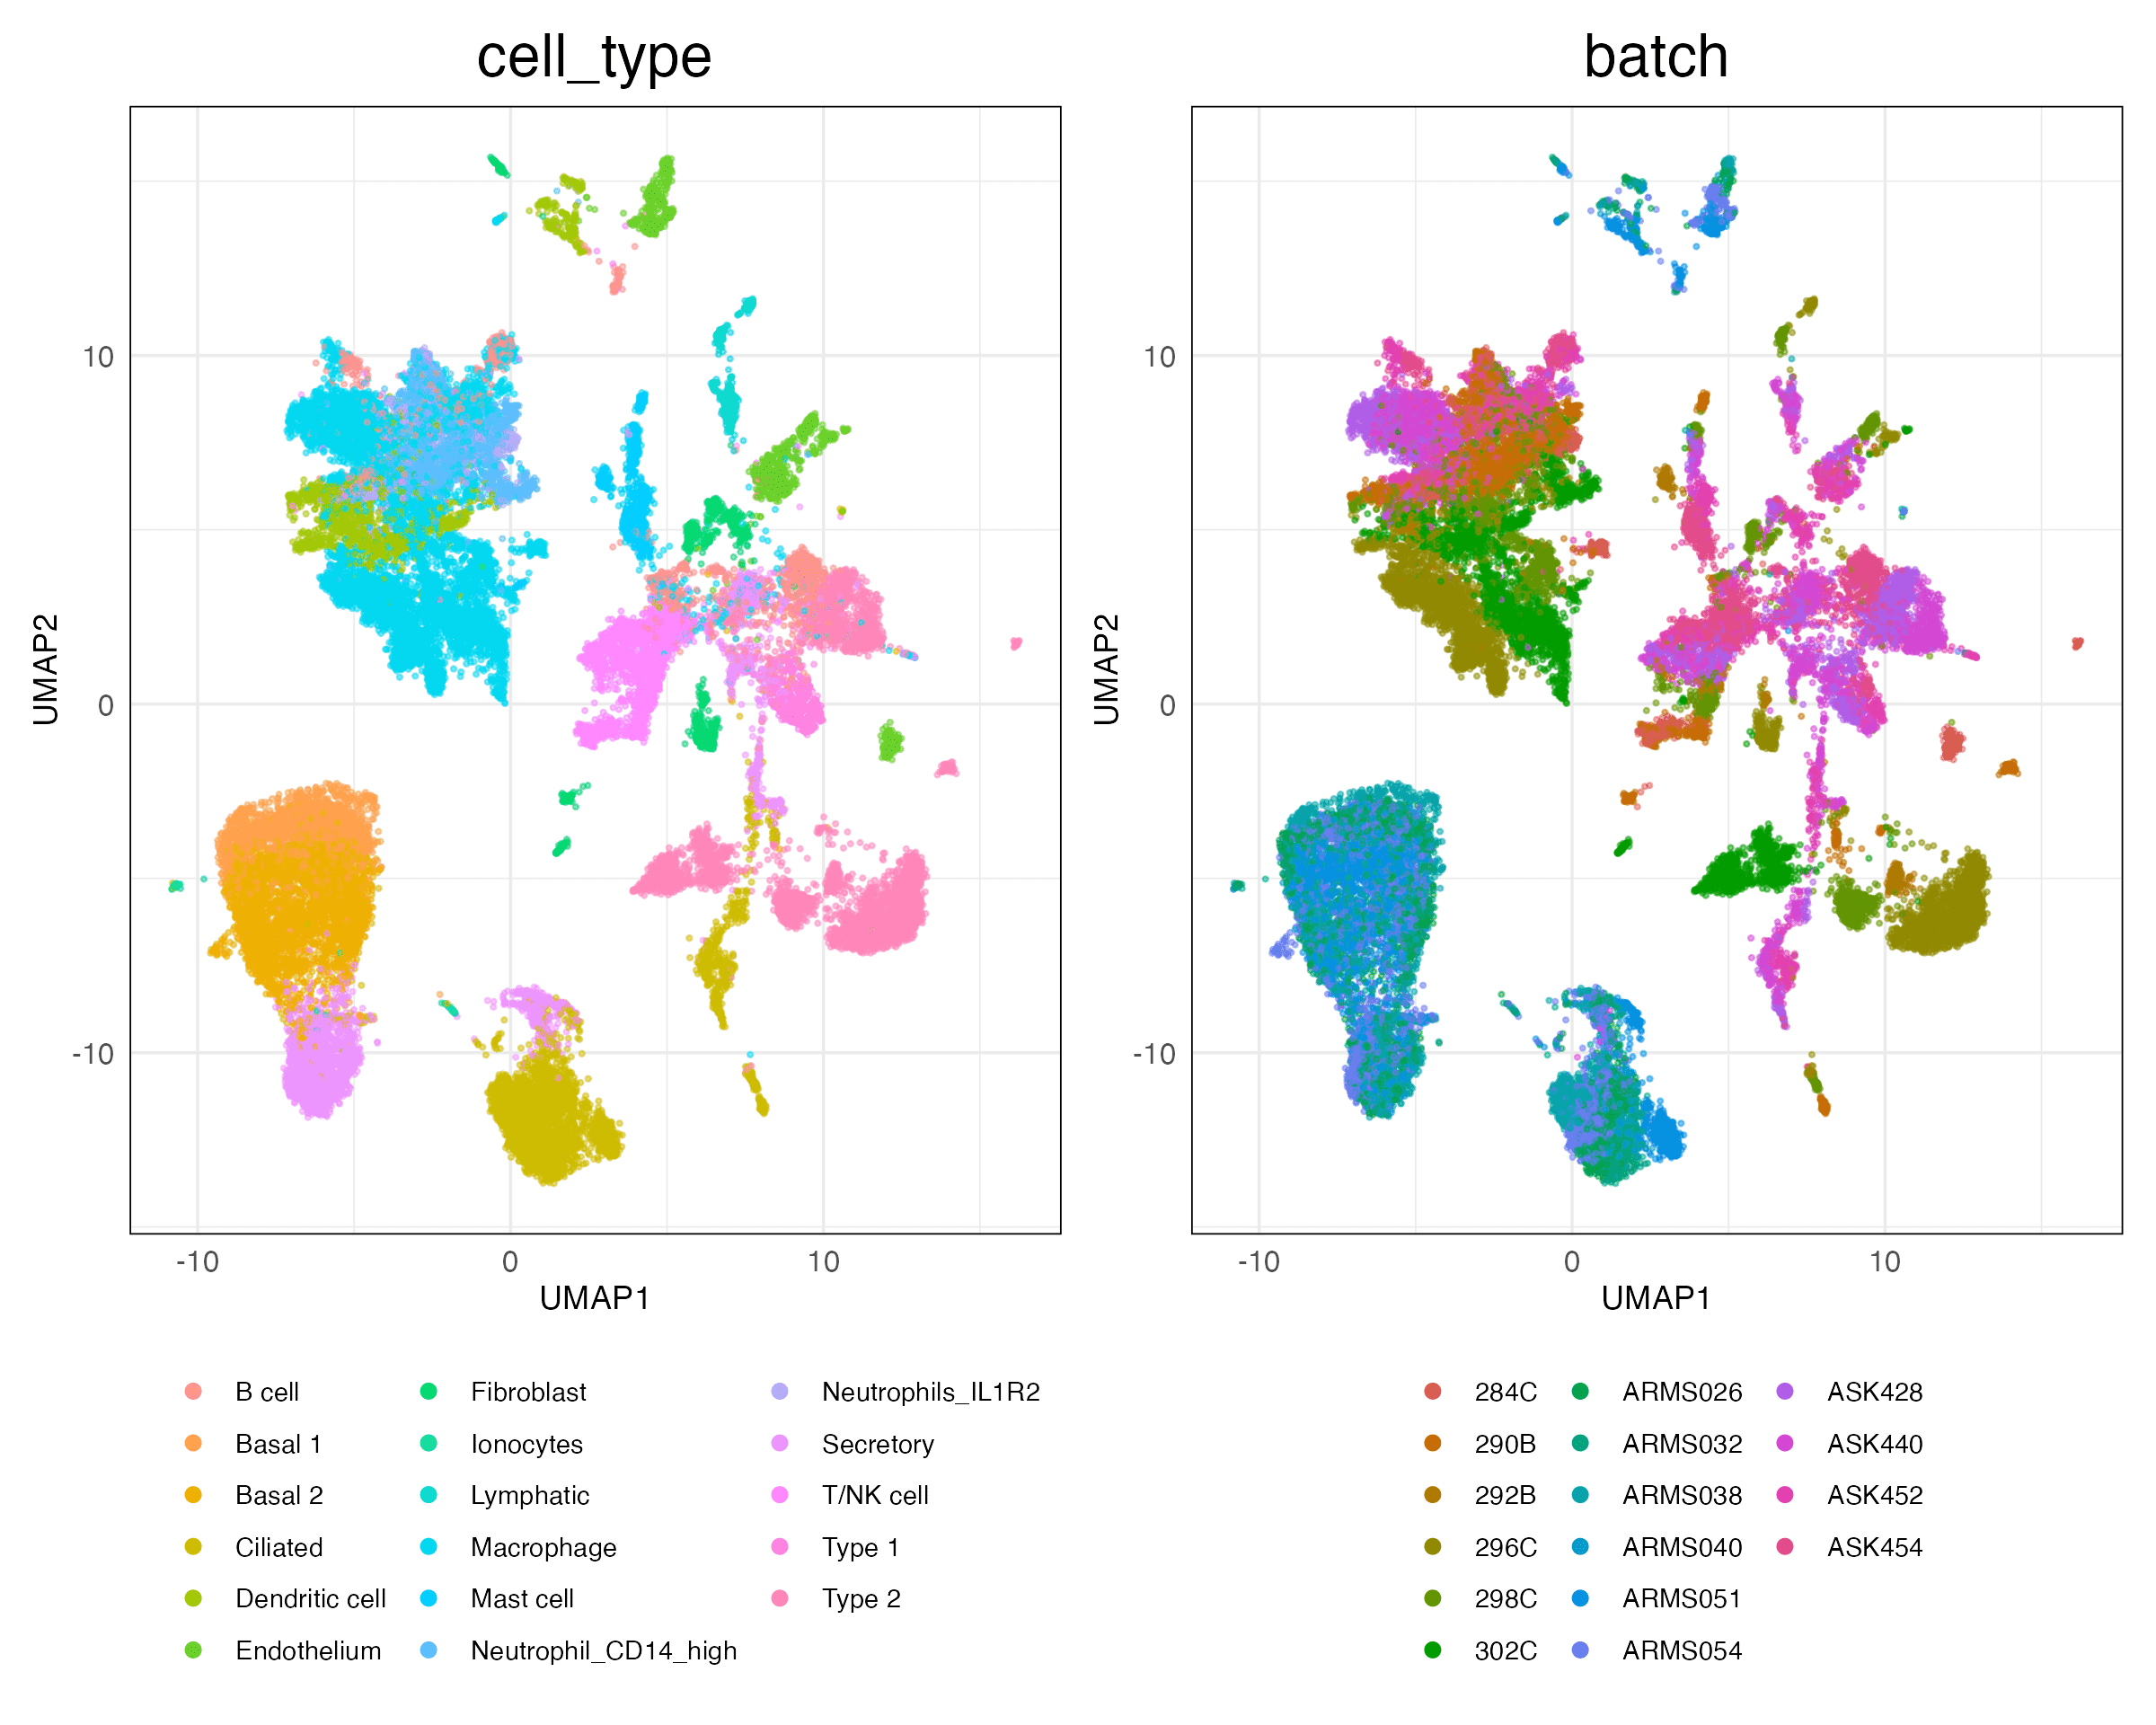 cell_type
batch
10
0
-10
UMAP2
-10
0
10
UMAP1
10
0
-10
UMAP2
-10
0
10
UMAP1
B cell
Basal 1
Basal 2
Ciliated
Dendritic cell
Endothelium
Fibroblast
Ionocytes
Lymphatic
Macrophage
Mast cell
Neutrophil_CD14_high
Neutrophils_IL1R2
Secretory
T/NK cell
Type 1
Type 2
284C
290B
292B
296C
298C
302C
ARMS026
ARMS032
ARMS038
ARMS040
ARMS051
ARMS054
ASK428
ASK440
ASK452
ASK454